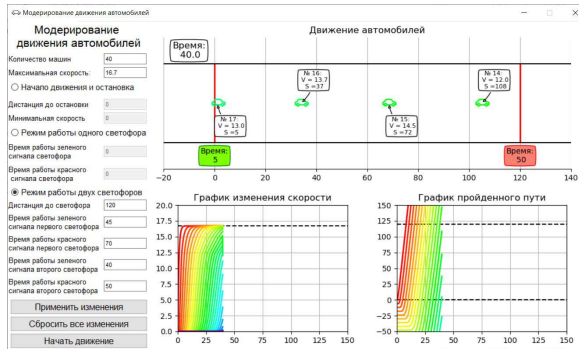 Модерирование движения автомобилей
Модерирование
движения автомобилей
Количество машин
40
Максимальная скорость:
16.7
Начало движения и остановка
Дистанция до остановки
0
Минимальная скорость
0
Режим работы одного светофора
Время работы зеленого
сигнала светофора
0
Время работы красного
сигнала светофора
0
Режим работы двух светофоров
Дистанция до светофора
120
Время работы зеленого
сигнала первого светофора
45
Время работы красного
сигнала первого светофора
70
Время работы зеленого
сигнала второго светофора
40
Время работы красного
сигнала второго светофора
50
Применить изменения
Сбросить все изменения
Начать движение
Движение автомобилей
Время:
40.0
№ 16:
V = 13.7
S =37
№ 14:
V = 12.0
S =108
№ 17:
V = 13.0
S =5
№ 15:
V = 14.5
S =72
Время:
5
Время:
50
−20 0 20 40 60 80 100 120 140
График изменения скорости
20.0
17.5
15.0
12.5
10.0
7.5
5.0
2.5
0.0
0 25 50 75 100 125 150
График пройденного пути
150
125
100
75
50
25
0
−25
−50
0 25 50 75 100 125 150